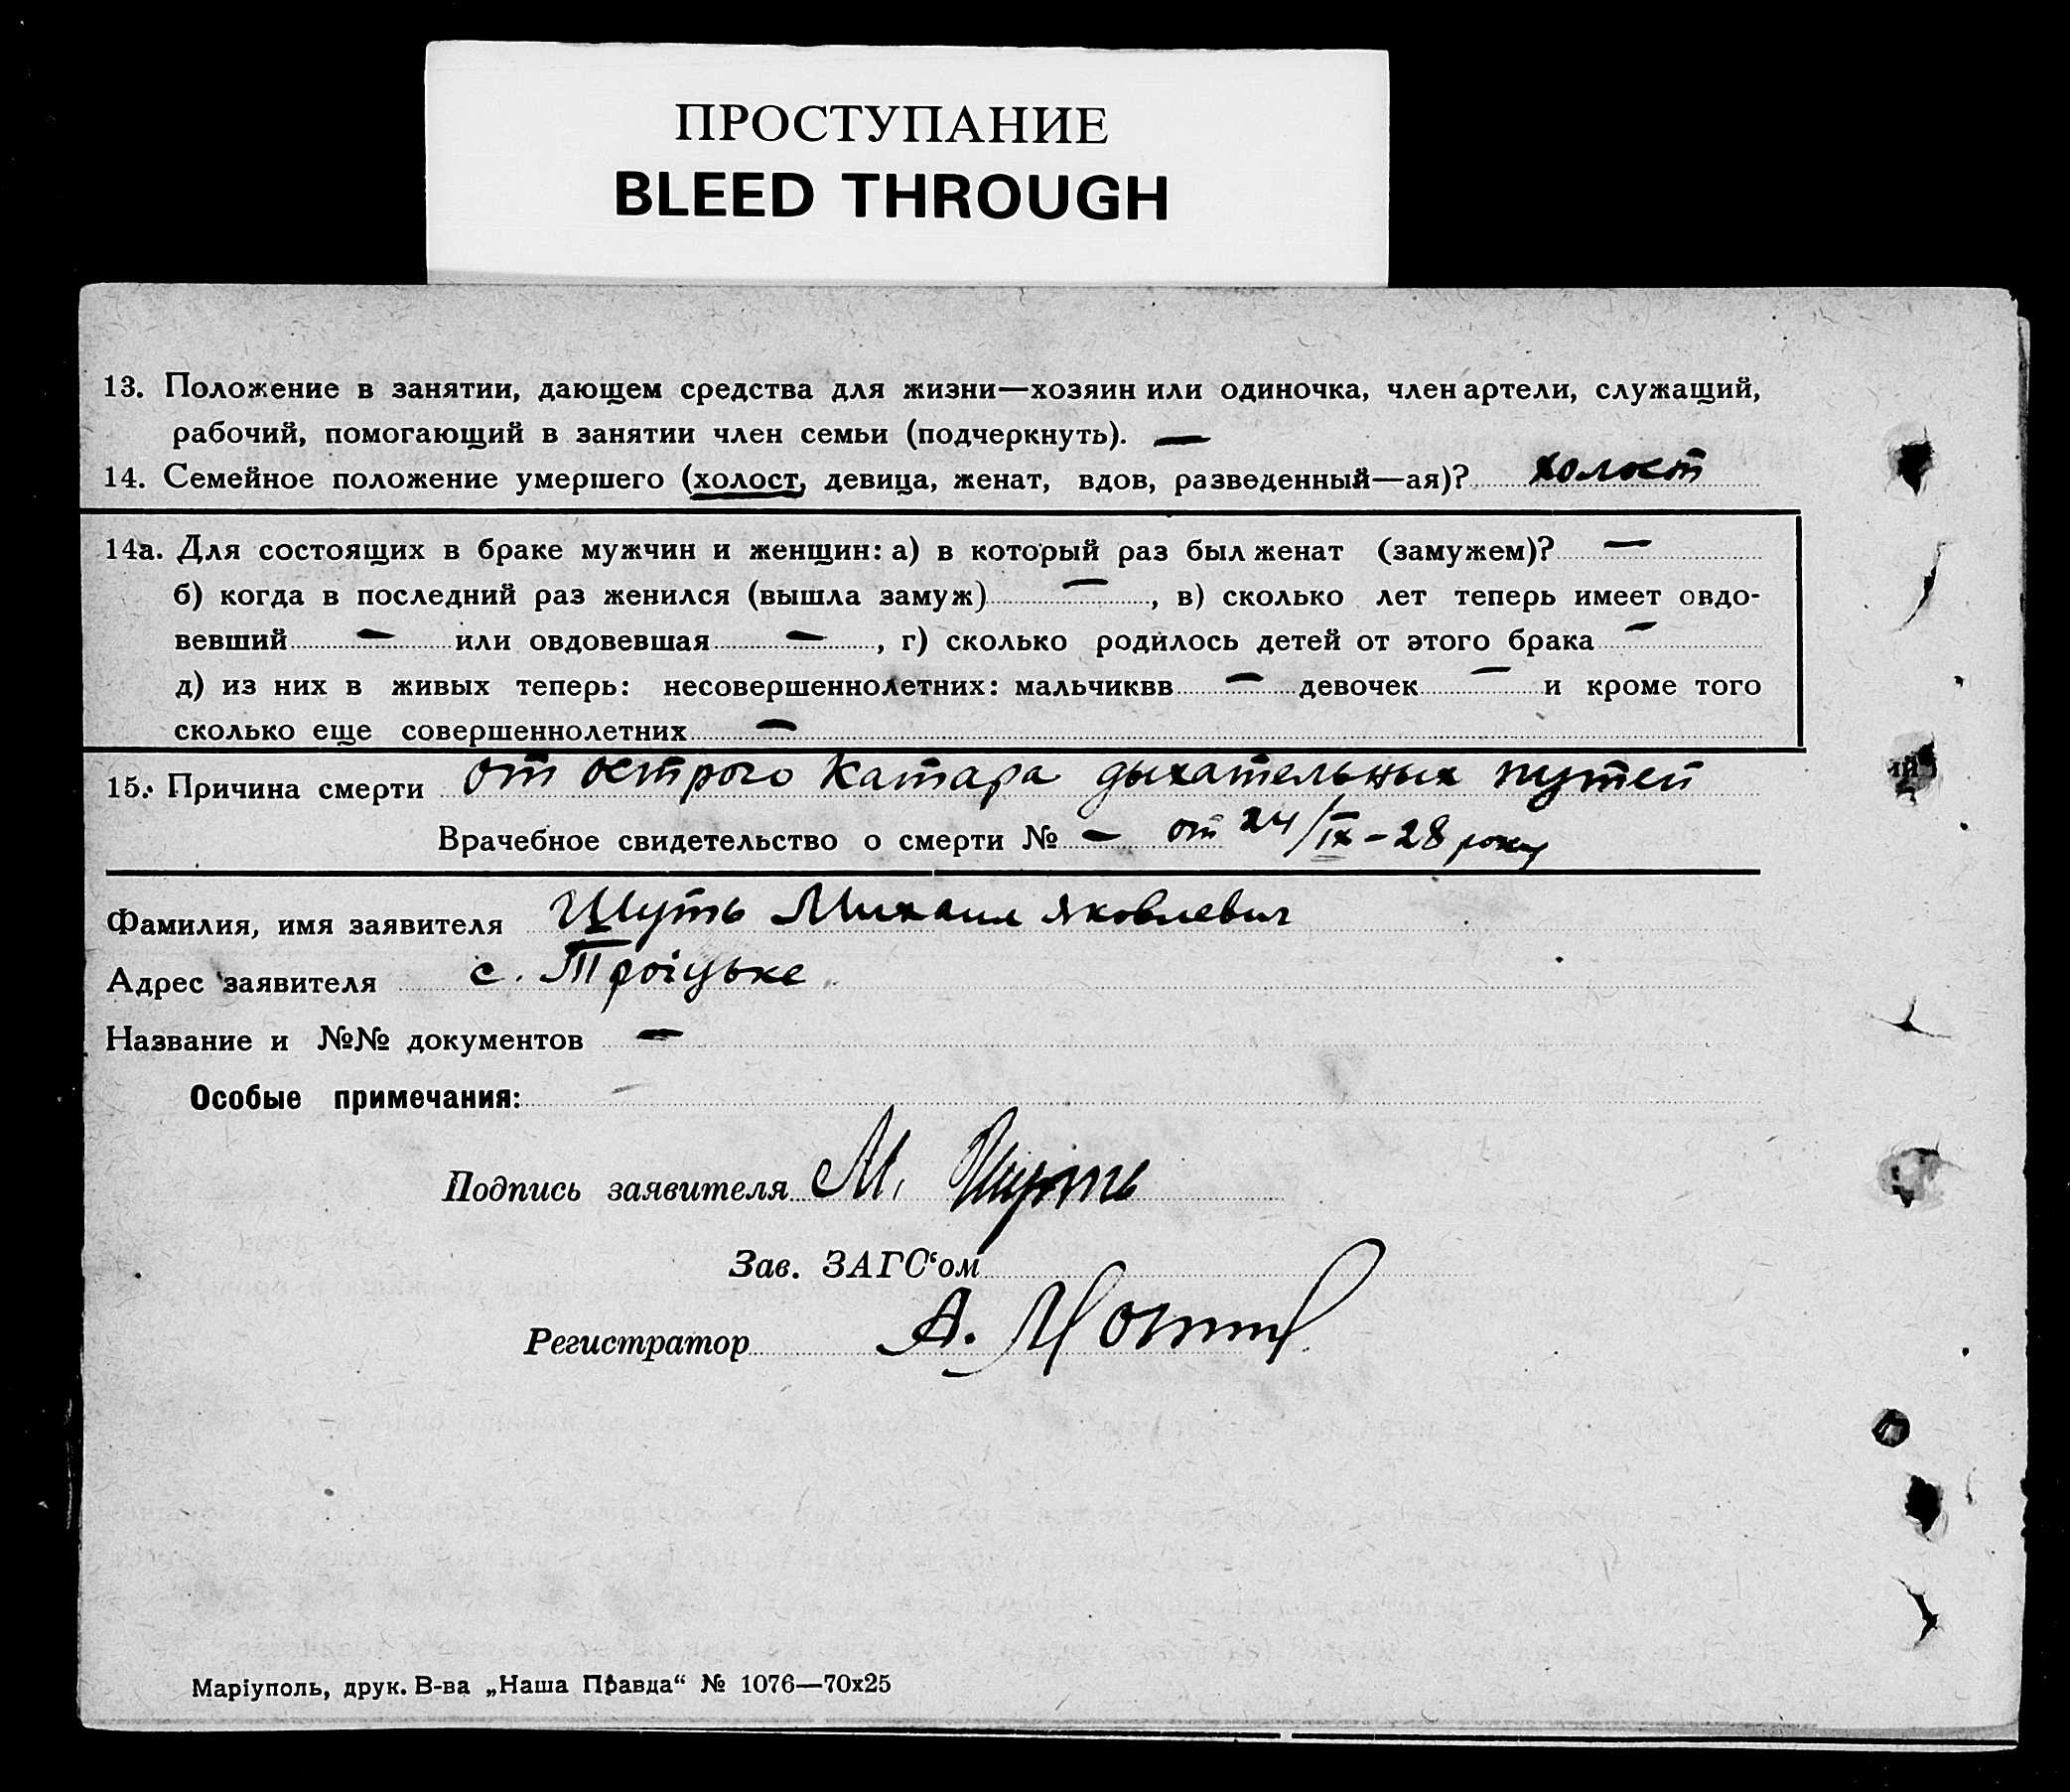 ПРОСТУПАНИЕ
BLEED THROUGH
13. Положение в занятии, дающем средства для жизни—хозяин или одиночка, член артели, служащий,
рабочий, помогающий в занятии член семьи (подчеркнуть). —
14. Семейное положение умершего (холост, девица, женат, вдов, разведенный—ая)? холост
14а. Для состоящих в браке мужчин и женщин: а) в который раз был женат (замужем)? —
б) когда в последний раз женился (вышла замуж) — , в) сколько лет теперь имеет овдо-
вевший — или овдовевшая — , г) сколько родилось детей от этого брака —
д) из них в живых теперь: несовершеннолетних: мальчиквв — девочек — и кроме того
сколько еще совершеннолетних —
15. Причина смерти от острого Катара дыхательных путей
Врачебное свидетельство о смерти № — от 24/IX–28 року
Фамилия, имя заявителя Шуть Михаил Яковлевич
Адрес заявителя с. Троїцьке
Название и №№ документов —
Особые примечания:
Подпись заявителя М. Шуть
Зав. ЗАГС‘ом
Регистратор А.
Маріуполь, друк. В-ва „Наша Правда“ № 1076—70х25